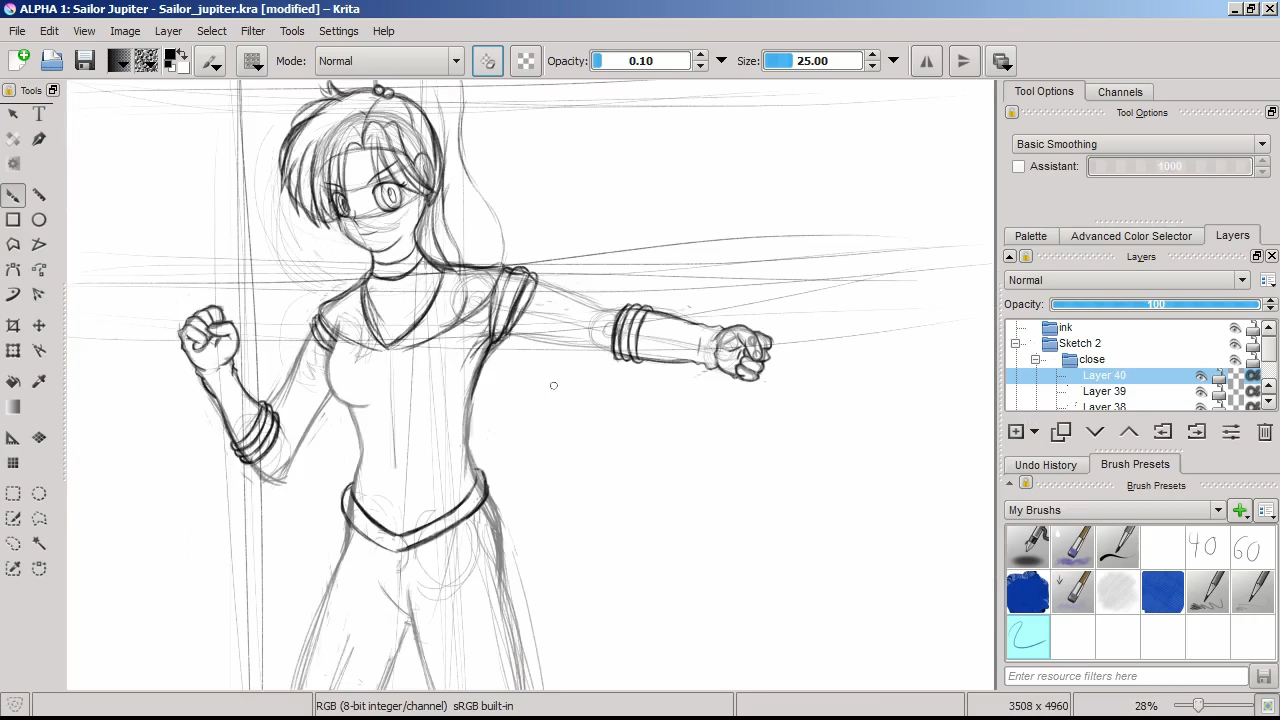 ALPHA 1: Sailor Jupiter - Sailor_jupiter.kra [modified] – Krita
File Edit View Image Layer Select Filter Tools Settings Help
Mode: Normal Opacity: 0.10 Size: 25.00
Tools
Tool Options Channels
Tool Options
Basic Smoothing
Assistant: 1000
Palette Advanced Color Selector Layers
Layers
Normal
Opacity: 100
ink
Sketch 2
close
Layer 40
Layer 39
Layer 38
Undo History Brush Presets
Brush Presets
My Brushs
40 60
Enter resource filters here
RGB (8-bit integer/channel) sRGB built-in 3508 x 4960 28%